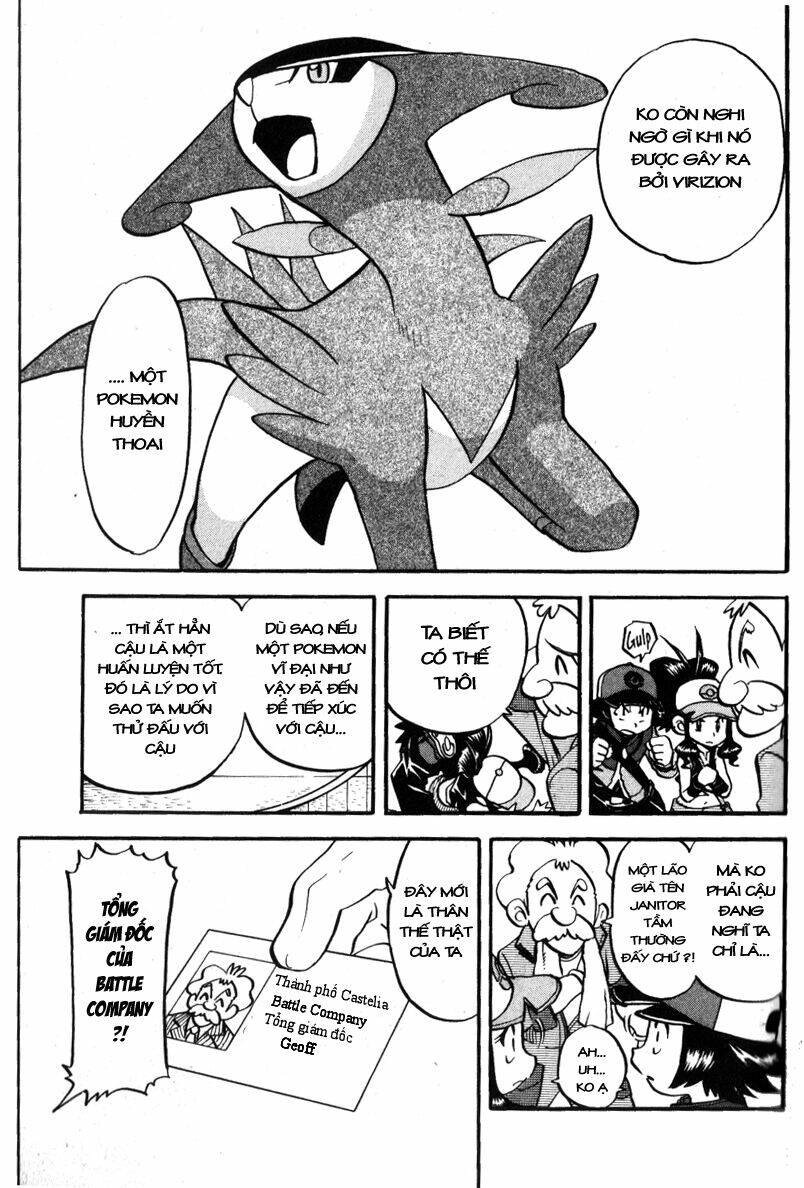 KO CÒN NGHI
NGỜ GÌ KHI NÓ
ĐƯỢC GÂY RA
BỞI VIRIZION
.... MỘT
POKEMON
HUYỀN
THOẠI
Gulp
TA BIẾT
CÓ THẾ
THÔI
DÙ SAO, NẾU
MỘT POKEMON
VĨ ĐẠI NHƯ
VẬY ĐÃ ĐẾN
ĐỂ TIẾP XÚC
VỚI CẬU...
... THÌ ẮT HẲN
CẬU LÀ MỘT
HUẤN LUYỆN TỐT.
ĐÓ LÀ LÝ DO VÌ
SAO TA MUỐN
THỬ ĐẤU VỚI
CẬU
MÀ KO
PHẢI CẬU
ĐANG
NGHĨ TA
CHỈ LÀ...
MỘT LÃO
GIÀ TÊN
JANITOR
TẦM
THƯỜNG
ĐẤY CHỨ ?!
AH...
UH...
KO Ạ
ĐÂY MỚI
LÀ THÂN
THẾ THẬT
CỦA TA
Thành phố Castelia
Battle Company
Tổng giám đốc
Geoff
TỔNG
GIÁM ĐỐC
CỦA
BATTLE
COMPANY
?!